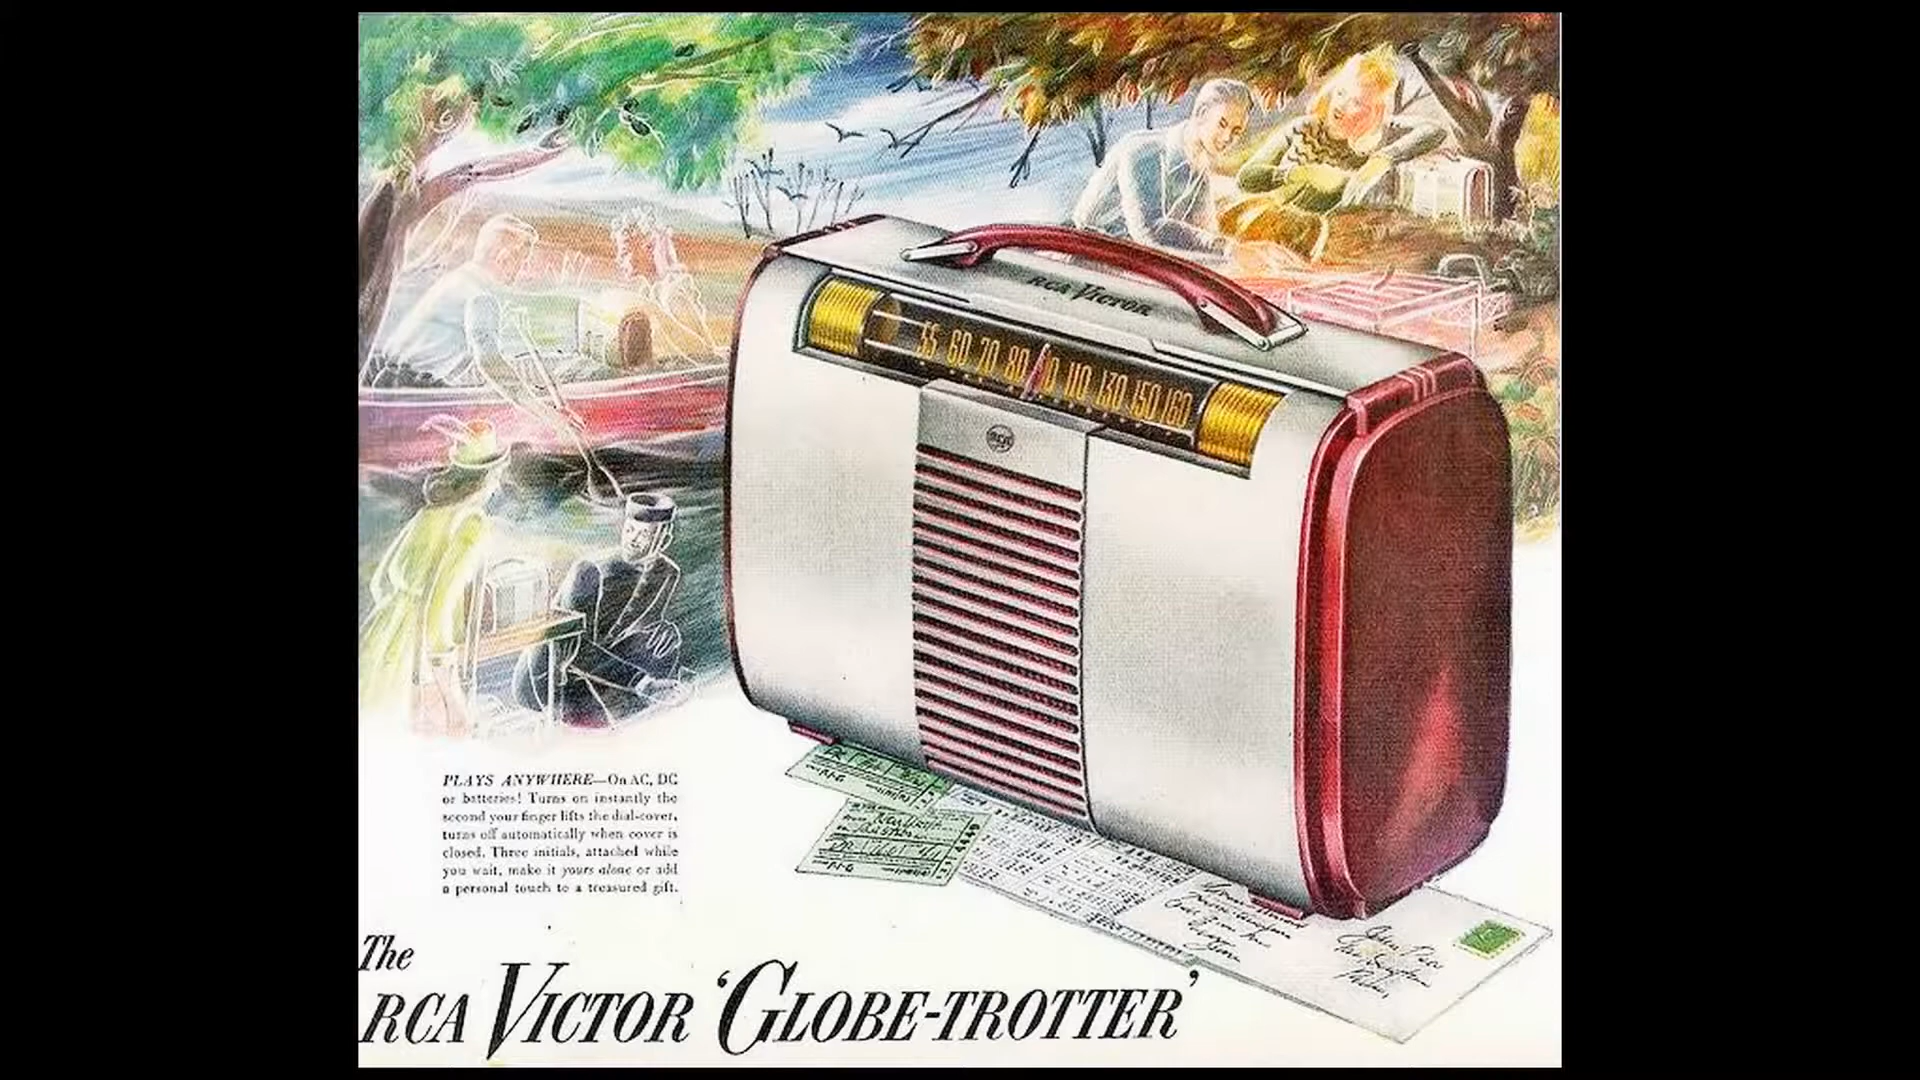 RCA VICTOR
55 60 70 80 110 130 150 160
RCA
PLAYS ANYWHERE—On AC, DC
or batteries! Turns on instantly the
second your finger lifts the dial-cover,
turns off automatically when cover is
closed. Three initials, attached while
you wait, make it yours alone or add
a personal touch to a treasured gift.
The
RCA VICTOR ‘GLOBE-TROTTER’